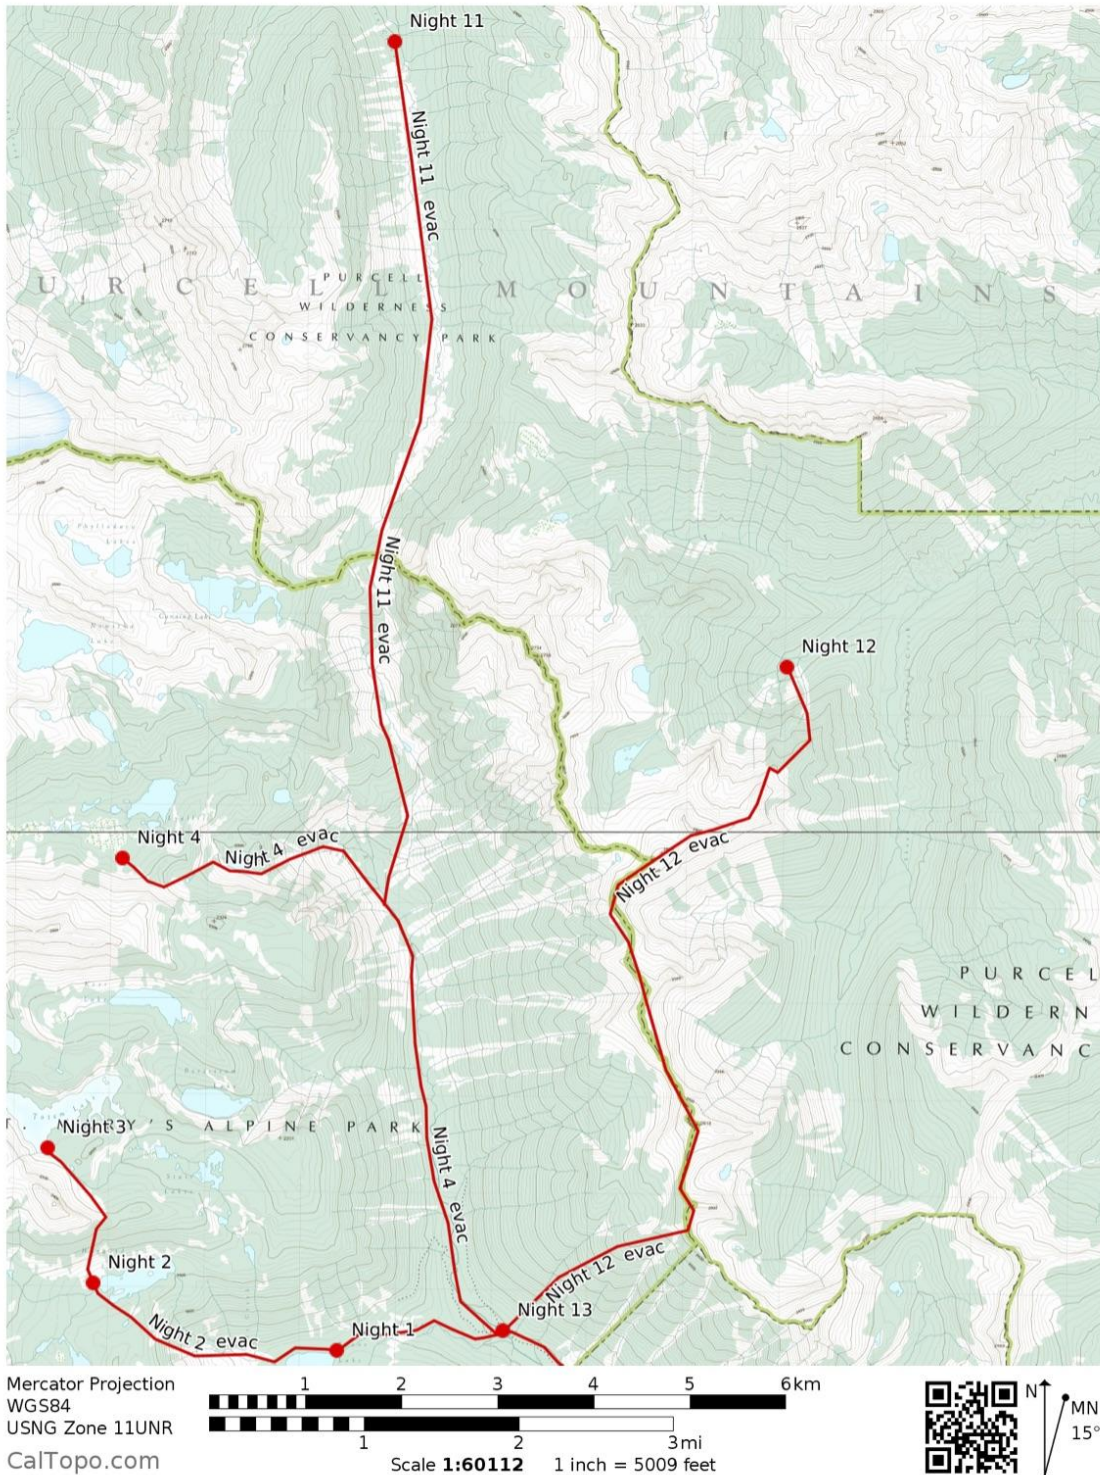 Night 11
Night 11 evac
PURCELL
URCELL MOUNTAINS
WILDERNESS
CONSERVANCY PARK
Night 11 evac
Night 12
Night 4
Night 4 evac
Night 12 evac
PURCEL
WILDERN
CONSERVANC
T. MARY'S ALPINE PARK
Night 3
Night 4 evac
Night 2
Night 12 evac
Night 13
Night 2 evac
Night 1
Mercator Projection
WGS84
USNG Zone 11UNR
CalTopo.com
1 2 3 4 5 6km
1 2 3mi
Scale 1:60112 1 inch = 5009 feet
N
MN
15°